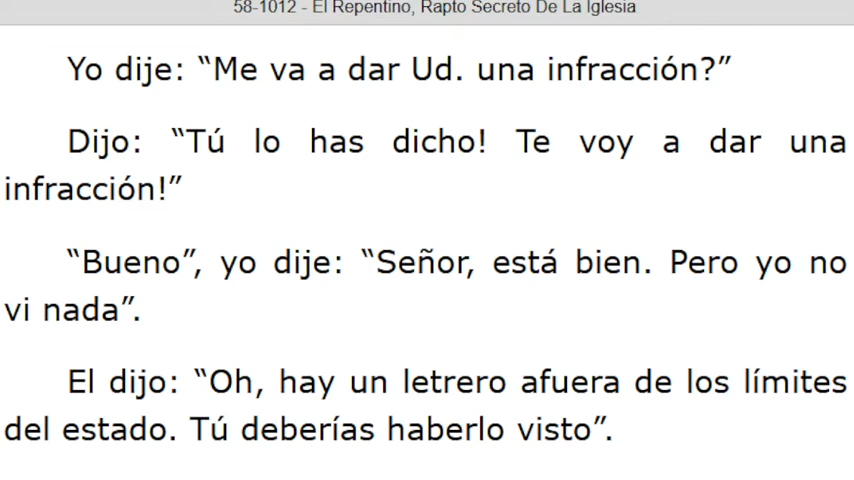 58-1012 - El Repentino, Rapto Secreto De La Iglesia
Yo dije: “Me va a dar Ud. una infracción?”
Dijo: “Tú lo has dicho! Te voy a dar una
infracción!”
“Bueno”, yo dije: “Señor, está bien. Pero yo no
vi nada”.
El dijo: “Oh, hay un letrero afuera de los límites
del estado. Tú deberías haberlo visto”.